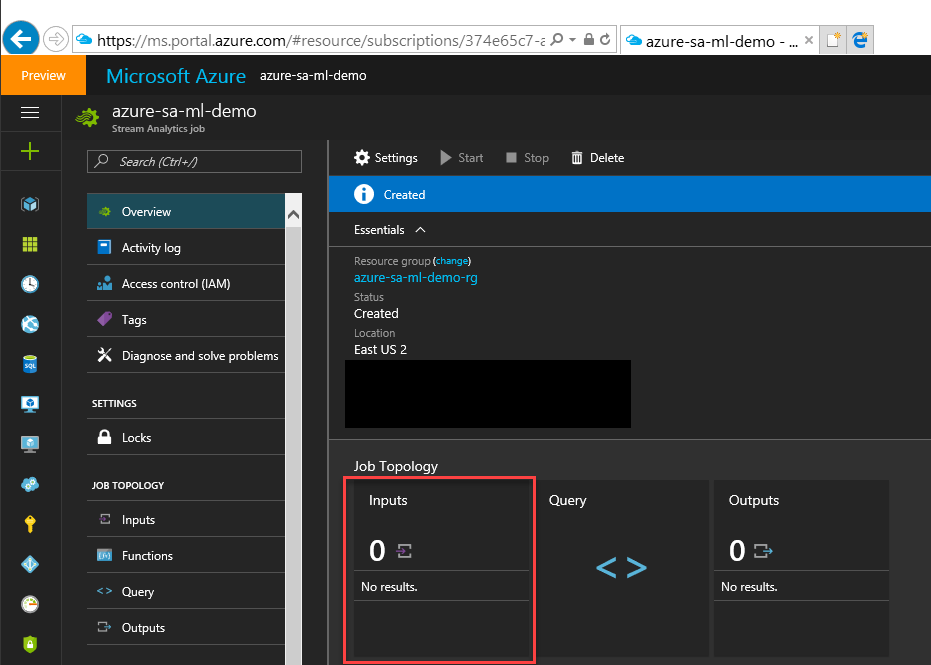 https://ms.portal.azure.com/#resource/subscriptions/374e65c7-a
azure-sa-ml-demo - ...
Preview
Microsoft Azure
azure-sa-ml-demo
azure-sa-ml-demo
Stream Analytics job
Search (Ctrl+/)
Overview
Activity log
Access control (IAM)
Tags
Diagnose and solve problems
SETTINGS
Locks
JOB TOPOLOGY
Inputs
Functions
Query
Outputs
Settings
Start
Stop
Delete
Created
Essentials
Resource group (change)
azure-sa-ml-demo-rg
Status
Created
Location
East US 2
Job Topology
Inputs
0
No results.
Query
< >
Outputs
0
No results.
SQL